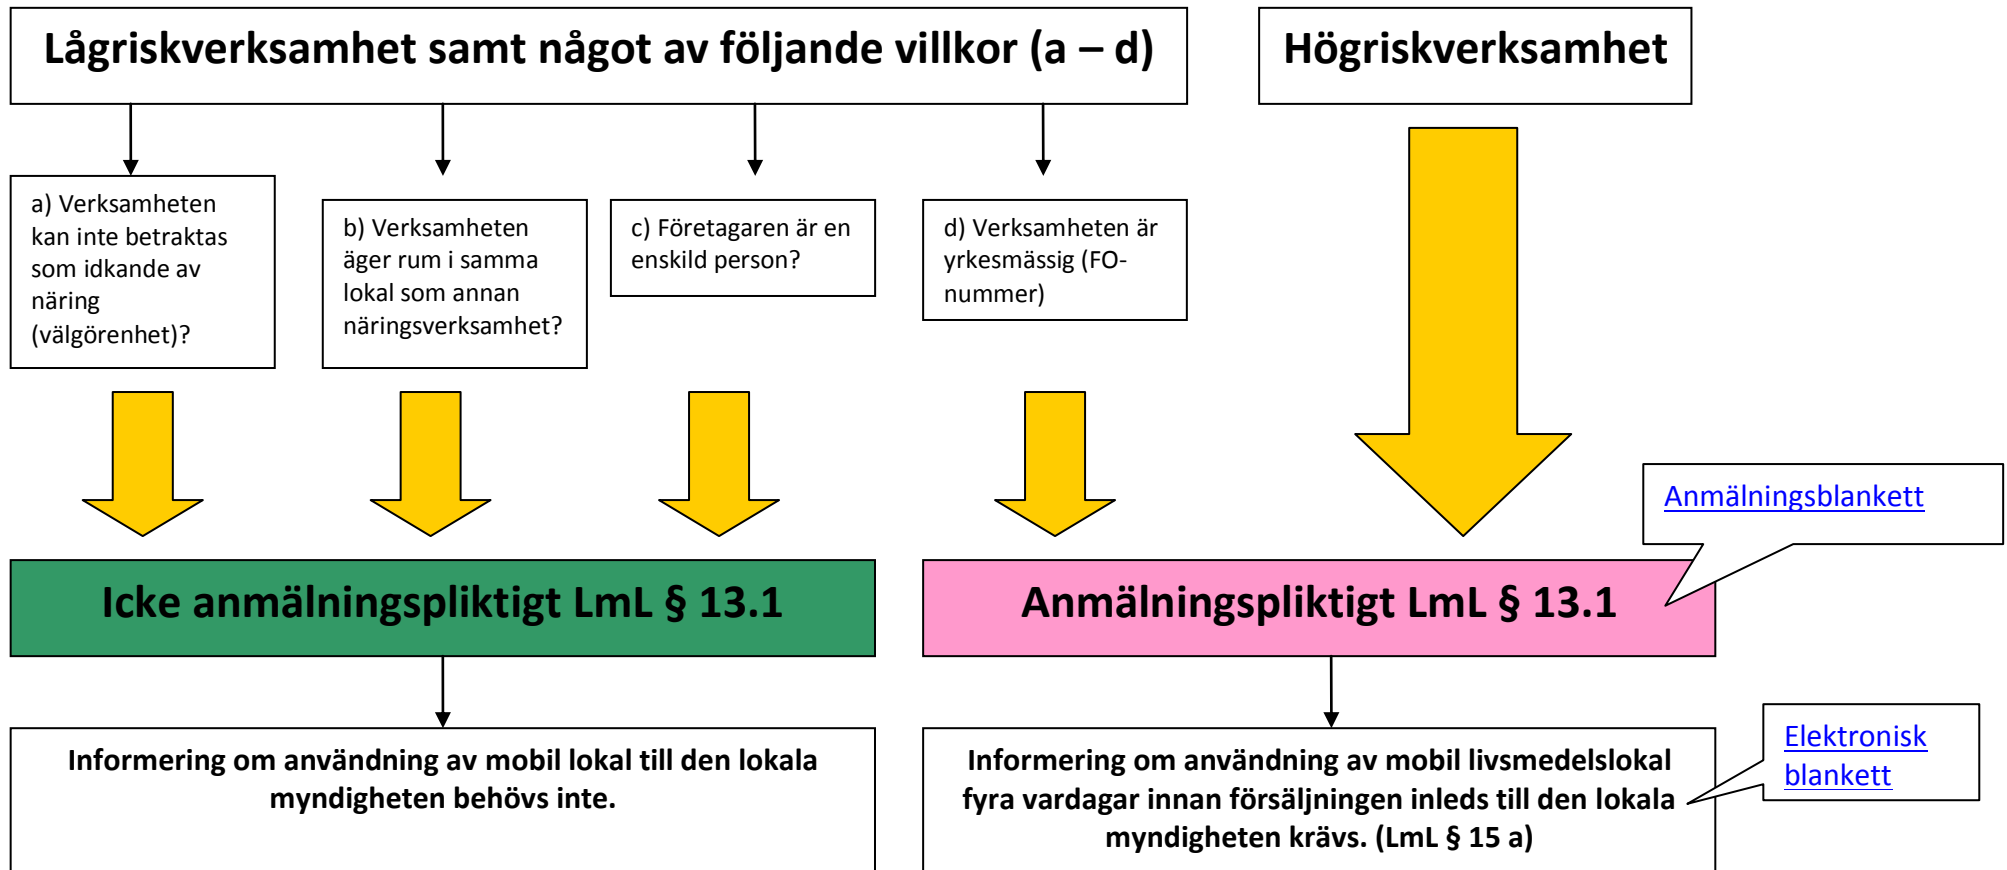 Lågriskverksamhet samt något av följande villkor (a – d)
Högriskverksamhet
a) Verksamheten
kan inte betraktas
som idkande av
näring
(välgörenhet)?
b) Verksamheten
äger rum i samma
lokal som annan
näringsverksamhet?
c) Företagaren är en
enskild person?
d) Verksamheten är
yrkesmässig (FO-
nummer)
Anmälningsblankett
Icke anmälningspliktigt LmL § 13.1
Anmälningspliktigt LmL § 13.1
Informering om användning av mobil lokal till den lokala
myndigheten behövs inte.
Informering om användning av mobil livsmedelslokal
fyra vardagar innan försäljningen inleds till den lokala
myndigheten krävs. (LmL § 15 a)
Elektronisk
blankett